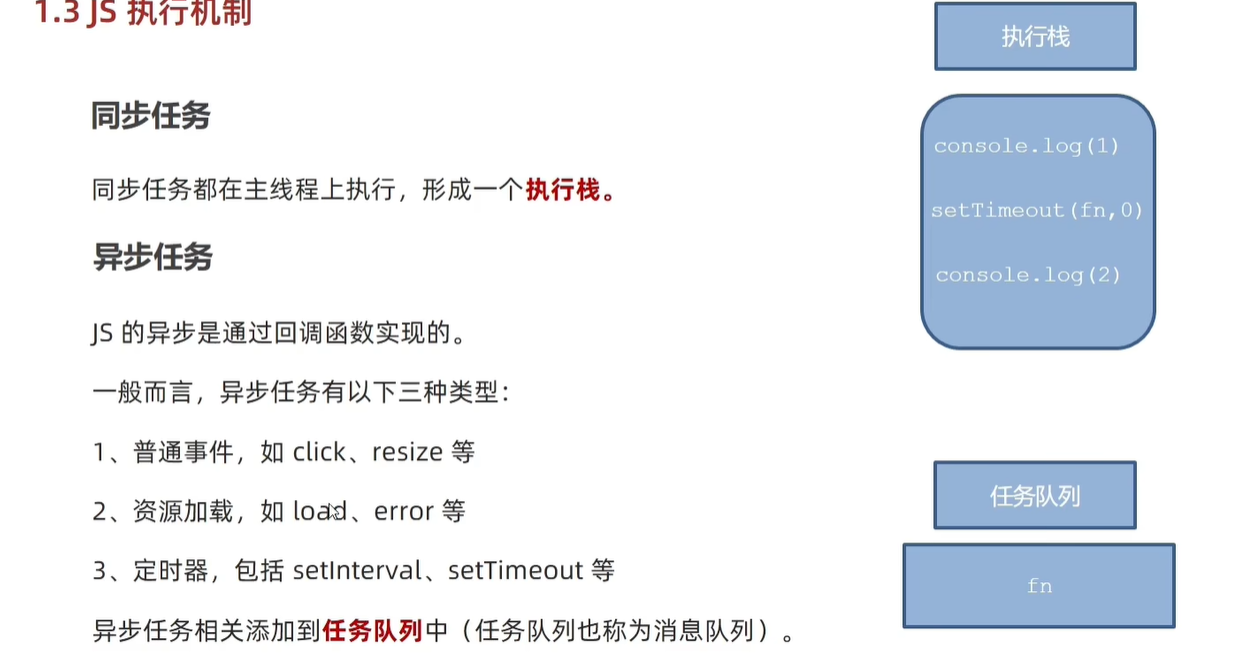 1.3 JS 执行机制
同步任务
同步任务都在主线程上执行，形成一个执行栈。
异步任务
JS 的异步是通过回调函数实现的。
一般而言，异步任务有以下三种类型：
1、普通事件，如 click、resize 等
2、资源加载，如 load、error 等
3、定时器，包括 setInterval、setTimeout 等
异步任务相关添加到任务队列中（任务队列也称为消息队列）。
执行栈
console.log(1)
setTimeout(fn,0)
console.log(2)
任务队列
fn